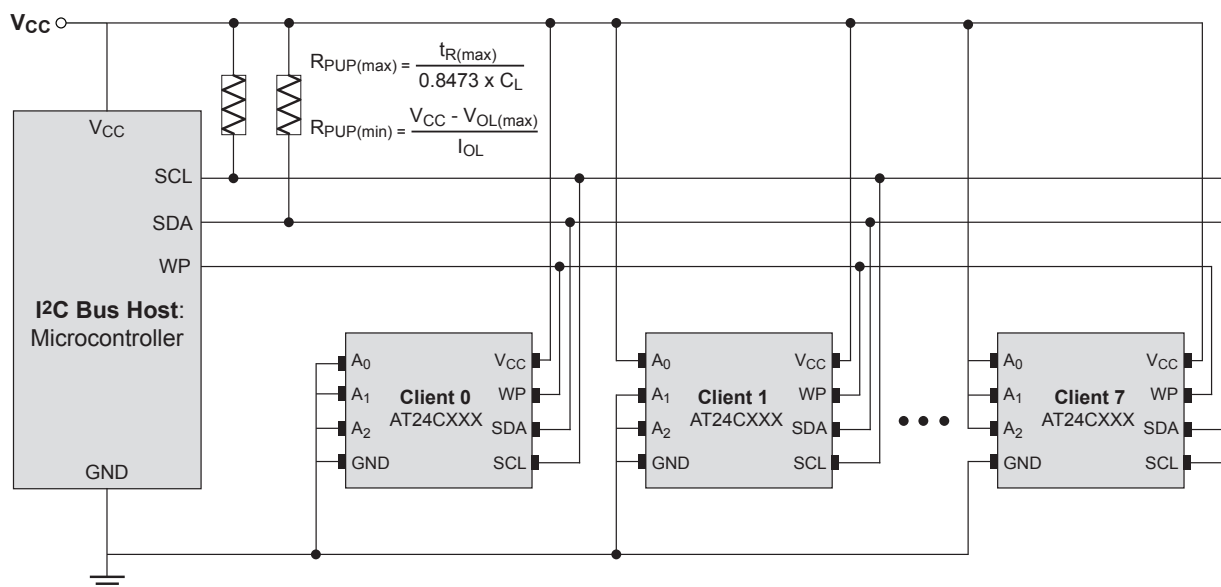 VCC
RPUP(max) = tR(max) / 0.8473 x CL
RPUP(min) = VCC - VOL(max) / IOL
VCC
SCL
SDA
WP
I2C Bus Host:
Microcontroller
GND
A0
A1
A2
GND
Client 0
AT24CXXX
VCC
WP
SDA
SCL
A0
A1
A2
GND
Client 1
AT24CXXX
VCC
WP
SDA
SCL
A0
A1
A2
GND
Client 7
AT24CXXX
VCC
WP
SDA
SCL